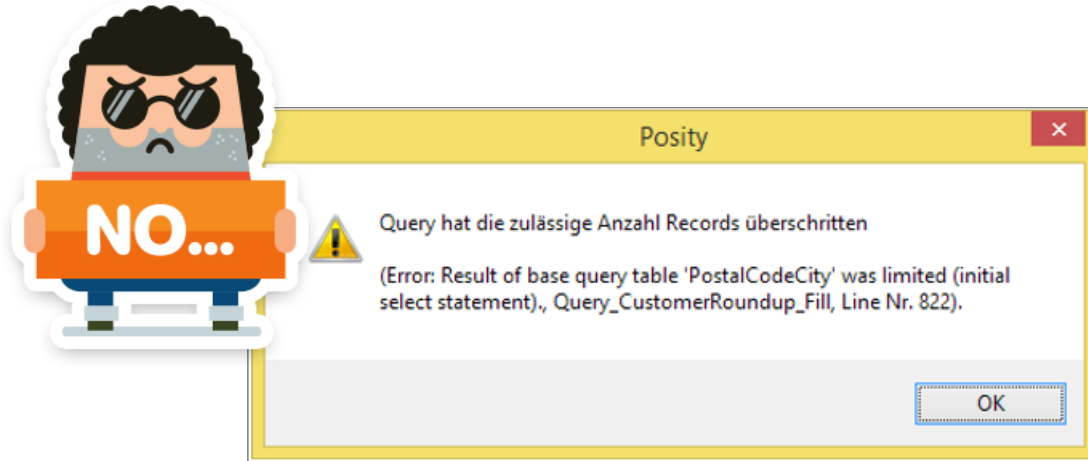 NO...
Posity
Query hat die zulässige Anzahl Records überschritten
(Error: Result of base query table 'PostalCodeCity' was limited (initial
select statement)., Query_CustomerRoundup_Fill, Line Nr. 822).
OK